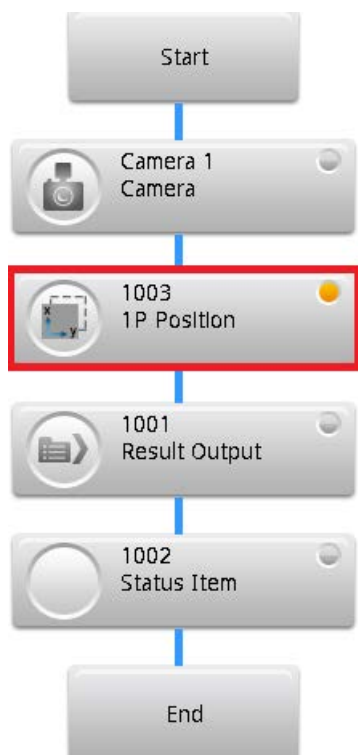 Start
Camera 1
Camera
1003
1P Position
1001
Result Output
1002
Status Item
End